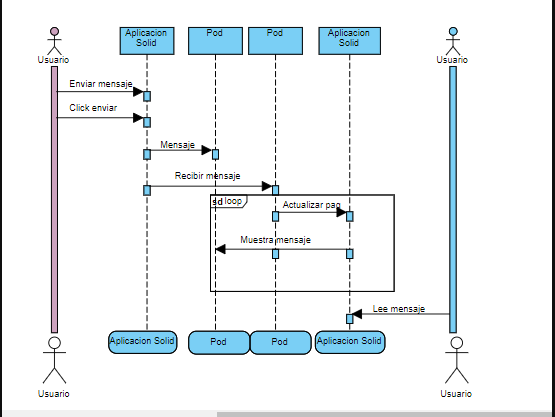 Aplicacion
Solid
Pod
Pod
Aplicacion
Solid
Usuario
Usuario
Enviar mensaje
Click enviar
Mensaje
Recibir mensaje
sd loop
Actualizar pag
Muestra mensaje
Lee mensaje
Aplicacion Solid
Pod
Pod
Aplicacion Solid
Usuario
Usuario